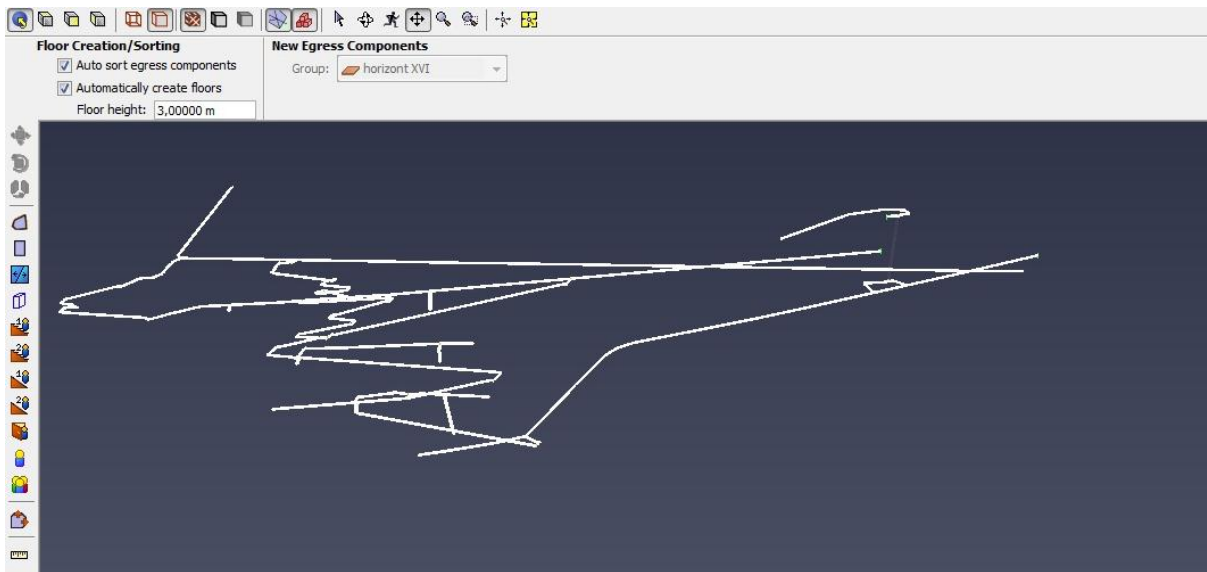 Floor Creation/Sorting
Auto sort egress components
Automatically create floors
Floor height: 3,00000 m
New Egress Components
Group: horizont XVI